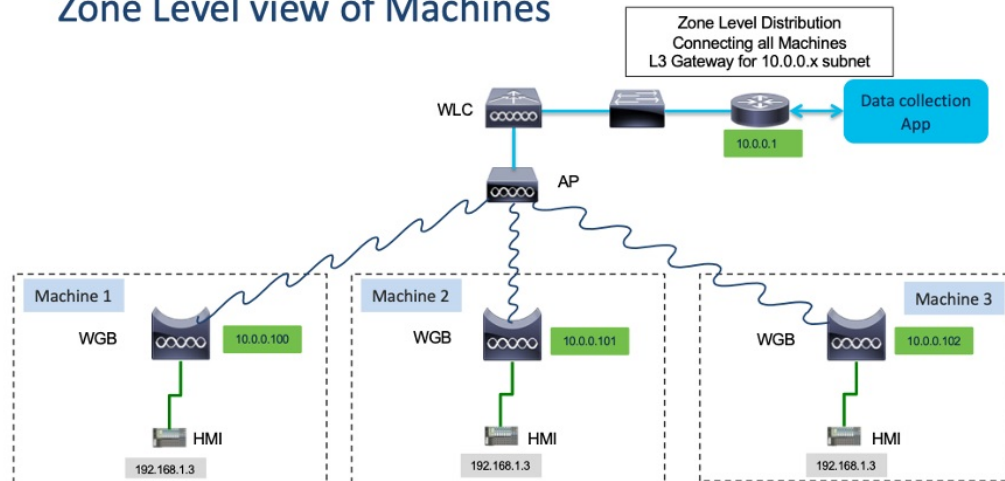 Zone Level view of Machines
Zone Level Distribution
Connecting all Machines
L3 Gateway for 10.0.0.x subnet
WLC
Data collection
App
10.0.0.1
AP
Machine 1
WGB
10.0.0.100
HMI
192.168.1.3
Machine 2
WGB
10.0.0.101
HMI
192.168.1.3
Machine 3
WGB
10.0.0.102
HMI
192.168.1.3